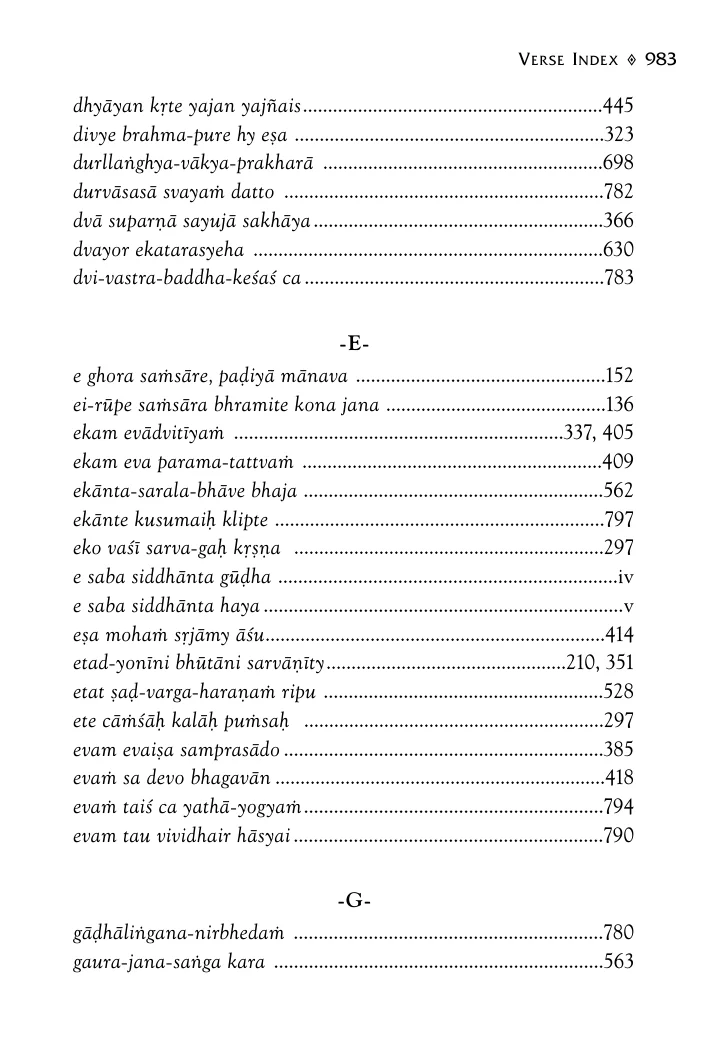 VERSE INDEX ◊ 983
dhyāyan kṛte yajan yajñais............................................................445
divye brahma-pure hy eṣa ..............................................................323
durllaṅghya-vākya-prakharā ........................................................698
durvāsasā svayaṁ datto ................................................................782
dvā suparṇā sayujā sakhāya..........................................................366
dvayor ekatarasyeha ......................................................................630
dvi-vastra-baddha-keśaś ca............................................................783
-E-
e ghora saṁsāre, paḍiyā mānava ..................................................152
ei-rūpe saṁsāra bhramite kona jana ............................................136
ekam evādvitīyaṁ ..................................................................337, 405
ekam eva parama-tattvaṁ ............................................................409
ekānta-sarala-bhāve bhaja ............................................................562
ekānte kusumaiḥ klipte ..................................................................797
eko vaśī sarva-gaḥ kṛṣṇa ..............................................................297
e saba siddhānta gūḍha ....................................................................iv
e saba siddhānta haya........................................................................v
eṣa mohaṁ sṛjāmy āśu....................................................................414
etad-yonīni bhūtāni sarvāṇīty................................................210, 351
etat ṣaḍ-varga-haraṇaṁ ripu ........................................................528
ete cāṁśāḥ kalāḥ puṁsaḥ ............................................................297
evam evaiṣa samprasādo ................................................................385
evaṁ sa devo bhagavān ..................................................................418
evaṁ taiś ca yathā-yogyaṁ............................................................794
evam tau vividhair hāsyai ..............................................................790
-G-
gāḍhāliṅgana-nirbhedaṁ ..............................................................780
gaura-jana-saṅga kara ..................................................................563